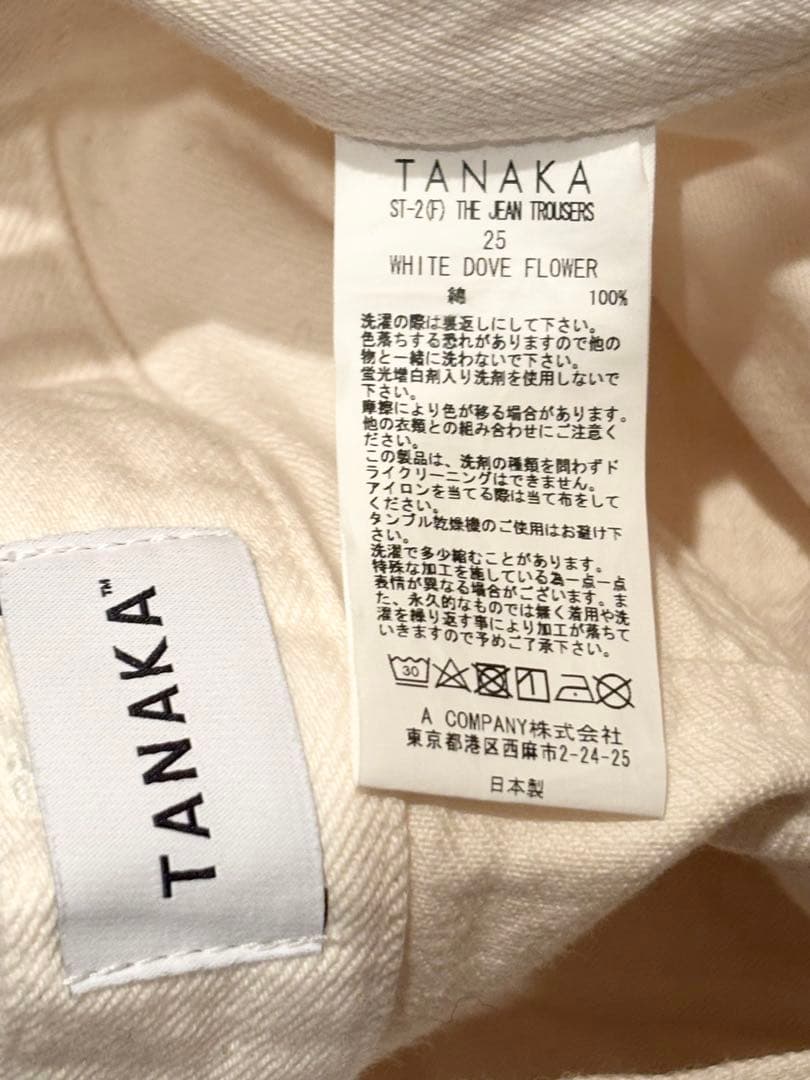 TANAKA
ST-2(F) THE JEAN TROUSERS
25
WHITE DOVE FLOWER
綿 100%
洗濯の際は裏返しにして下さい。
色落ちする恐れがありますので他の
物と一緒に洗わないで下さい。
蛍光増白剤入り洗剤を使用しないで
下さい。
摩擦により色が移る場合があります。
他の衣類との組み合わせにご注意く
ださい。
この製品は、洗剤の種類を問わずド
ライクリーニングはできません。
アイロンを当てる際は当て布をして
ください。
タンブル乾燥機のご使用はお避け下
さい。
洗濯で多少縮むことがあります。
特殊な加工を施している為一点一点
表情が異なる場合がございます。ま
た、永久的なものでは無く着用や洗
濯を繰り返す事により加工が落ちて
いきますので予めご了承下さい。
30
A COMPANY株式会社
東京都港区西麻布2-24-25
日本製
TANAKA™